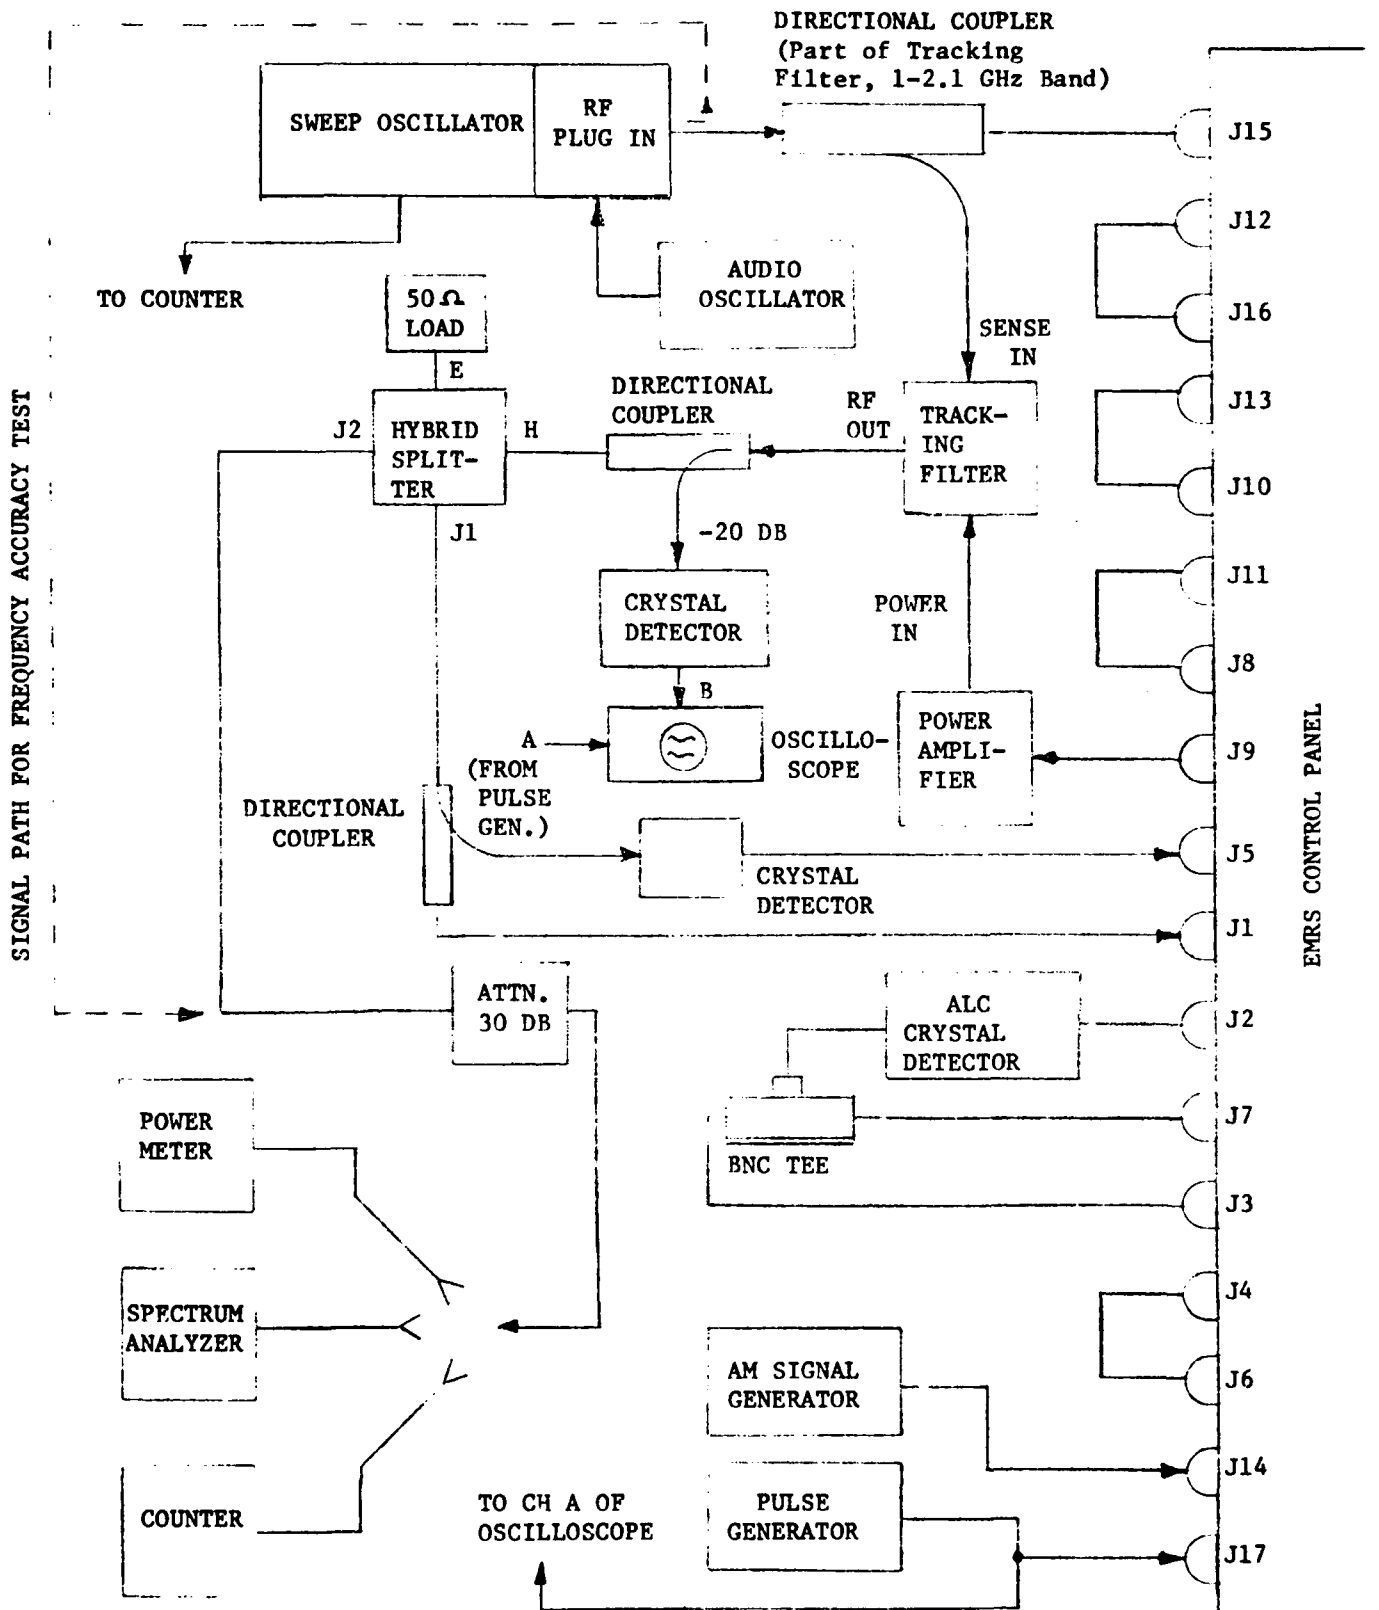 DIRECTIONAL COUPLER
(Part of Tracking
Filter, 1-2.1 GHz Band)
SWEEP OSCILLATOR
RF
PLUG IN
J15
J12
TO COUNTER
AUDIO
OSCILLATOR
50Ω
LOAD
J16
SENSE
IN
E
DIRECTIONAL
COUPLER
RF
OUT
J13
J2
HYBRID
SPLIT-
TER
H
TRACK-
ING
FILTER
J10
J1
-20 DB
J11
CRYSTAL
DETECTOR
POWER
IN
J8
B
A
(FROM
PULSE
GEN.)
OSCILLO-
SCOPE
POWER
AMPLI-
FIER
J9
DIRECTIONAL
COUPLER
J5
CRYSTAL
DETECTOR
J1
SIGNAL PATH FOR FREQUENCY ACCURACY TEST
EMRS CONTROL PANEL
ATTN.
30 DB
ALC
CRYSTAL
DETECTOR
J2
POWER
METER
J7
BNC TEE
J3
J4
SPECTRUM
ANALYZER
AM SIGNAL
GENERATOR
J6
J14
COUNTER
TO CH A OF
OSCILLOSCOPE
PULSE
GENERATOR
J17